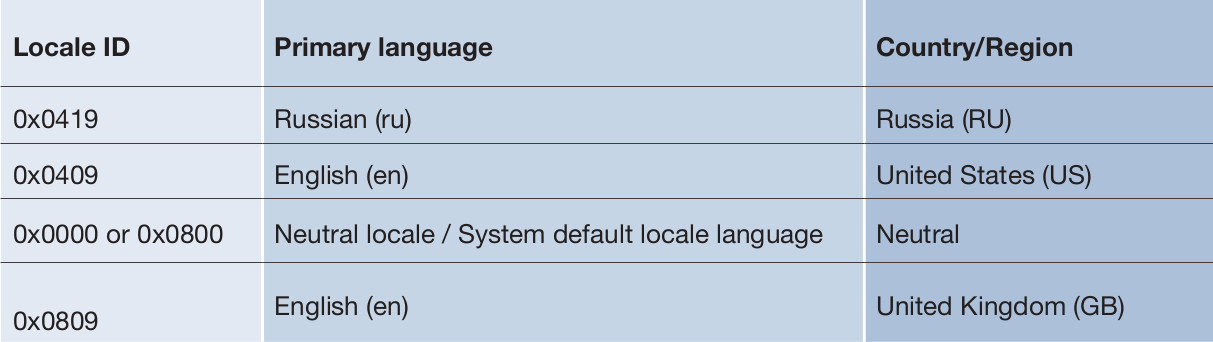 Locale ID Primary language Country/Region
0x0419 Russian (ru) Russia (RU)
0x0409 English (en) United States (US)
0x0000 or 0x0800 Neutral locale / System default locale language Neutral
0x0809 English (en) United Kingdom (GB)